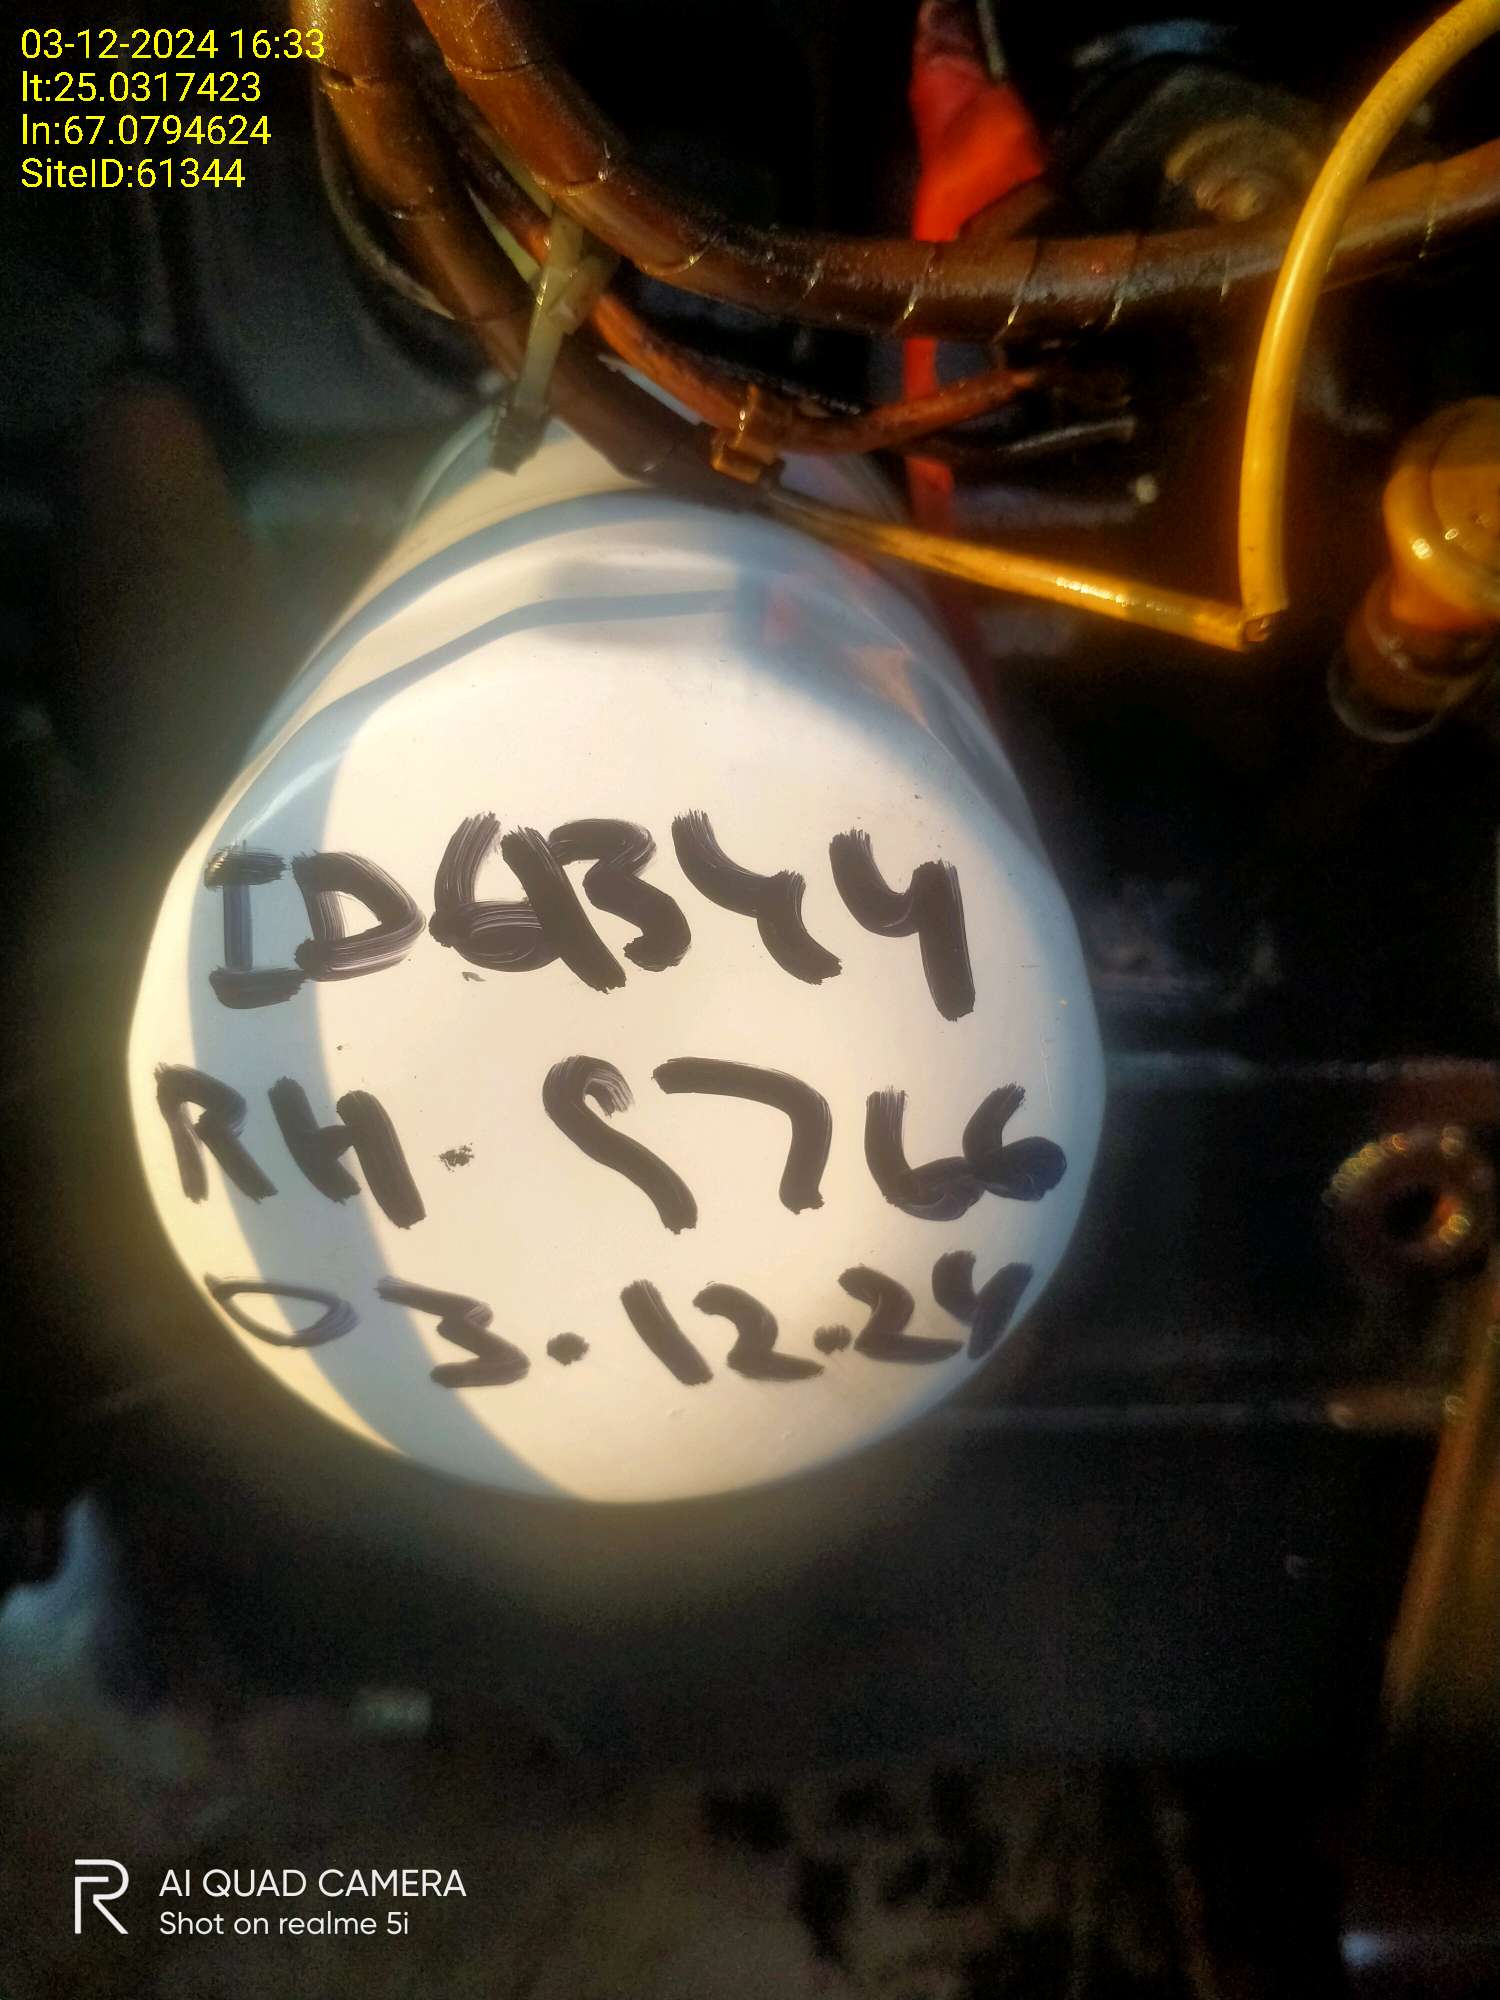 03-12-2024 16:33
lt:25.0317423
ln:67.0794624
SiteID:61344
ID61344
RH. 9766
03.12.24
AI QUAD CAMERA
Shot on realme 5i